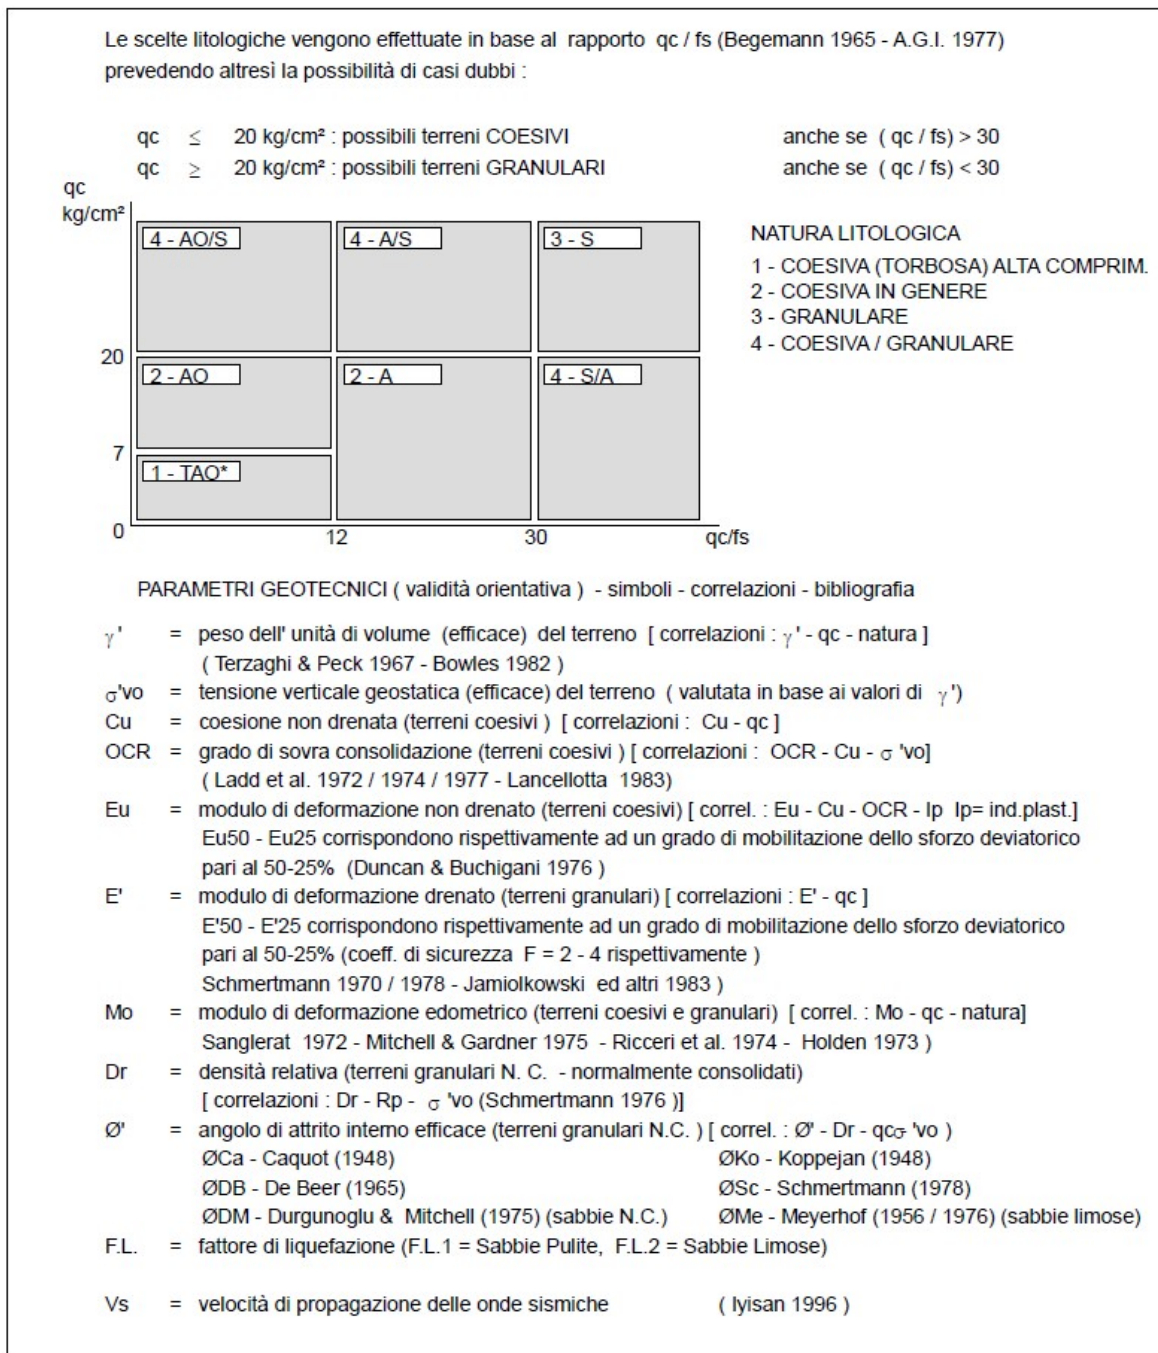 Le scelte litologiche vengono effettuate in base al rapporto qc / fs (Begemann 1965 - A.G.I. 1977)
prevedendo altresì la possibilità di casi dubbi :
qc ≤ 20 kg/cm² : possibili terreni COESIVI anche se ( qc / fs) > 30
qc ≥ 20 kg/cm² : possibili terreni GRANULARI anche se ( qc / fs) < 30
qc
kg/cm²
4 - AO/S 4 - A/S 3 - S
NATURA LITOLOGICA
1 - COESIVA (TORBOSA) ALTA COMPRIM.
2 - COESIVA IN GENERE
3 - GRANULARE
4 - COESIVA / GRANULARE
20
2 - AO 2 - A 4 - S/A
7
1 - TAO*
0
12 30 qc/fs
PARAMETRI GEOTECNICI ( validità orientativa ) - simboli - correlazioni - bibliografia
γ' = peso dell' unità di volume (efficace) del terreno [ correlazioni : γ' - qc - natura ]
( Terzaghi & Peck 1967 - Bowles 1982 )
σ'vo = tensione verticale geostatica (efficace) del terreno ( valutata in base ai valori di γ')
Cu = coesione non drenata (terreni coesivi ) [ correlazioni : Cu - qc ]
OCR = grado di sovra consolidazione (terreni coesivi ) [ correlazioni : OCR - Cu - σ 'vo]
( Ladd et al. 1972 / 1974 / 1977 - Lancellotta 1983)
Eu = modulo di deformazione non drenato (terreni coesivi) [ correl. : Eu - Cu - OCR - Ip Ip= ind.plast.]
Eu50 - Eu25 corrispondono rispettivamente ad un grado di mobilitazione dello sforzo deviatorico
pari al 50-25% (Duncan & Buchigani 1976 )
E' = modulo di deformazione drenato (terreni granulari) [ correlazioni : E' - qc ]
E'50 - E'25 corrispondono rispettivamente ad un grado di mobilitazione dello sforzo deviatorico
pari al 50-25% (coeff. di sicurezza F = 2 - 4 rispettivamente )
Schmertmann 1970 / 1978 - Jamiolkowski ed altri 1983 )
Mo = modulo di deformazione edometrico (terreni coesivi e granulari) [ correl. : Mo - qc - natura]
Sanglerat 1972 - Mitchell & Gardner 1975 - Ricceri et al. 1974 - Holden 1973 )
Dr = densità relativa (terreni granulari N. C. - normalmente consolidati)
[ correlazioni : Dr - Rp - σ 'vo (Schmertmann 1976 )]
Ø' = angolo di attrito interno efficace (terreni granulari N.C. ) [ correl. : Ø' - Dr - qcσ 'vo )
ØCa - Caquot (1948) ØKo - Koppejan (1948)
ØDB - De Beer (1965) ØSc - Schmertmann (1978)
ØDM - Durgunoglu & Mitchell (1975) (sabbie N.C.) ØMe - Meyerhof (1956 / 1976) (sabbie limose)
F.L. = fattore di liquefazione (F.L.1 = Sabbie Pulite, F.L.2 = Sabbie Limose)
Vs = velocità di propagazione delle onde sismiche ( Iyisan 1996 )